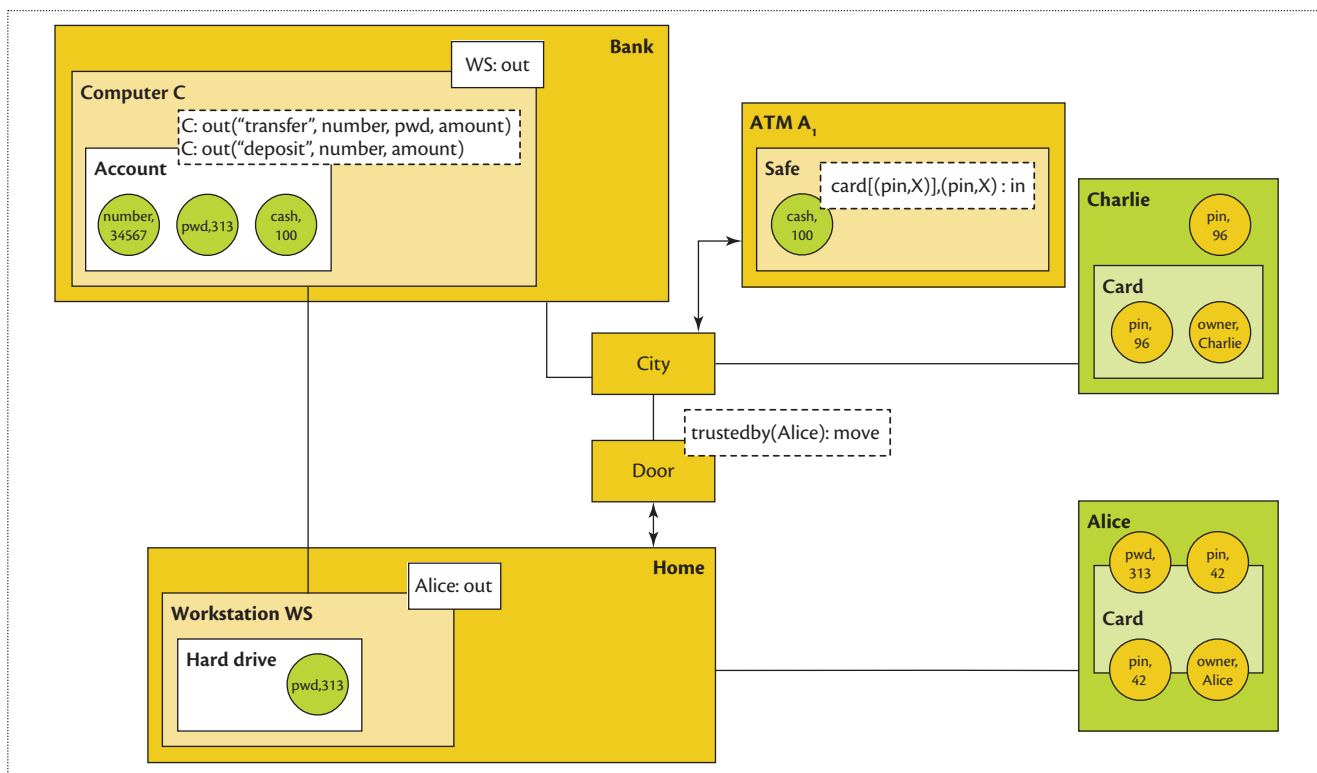 Bank
WS: out
Computer C
C: out(“transfer”, number, pwd, amount)
C: out(“deposit”, number, amount)
Account
number,
34567
pwd,313
cash,
100
ATM A₁
Safe
card[(pin,X)],(pin,X) : in
cash,
100
Charlie
pin,
96
Card
pin,
96
owner,
Charlie
City
trustedby(Alice): move
Door
Home
Alice: out
Workstation WS
Hard drive
pwd,313
Alice
pwd,
313
pin,
42
Card
pin,
42
owner,
Alice